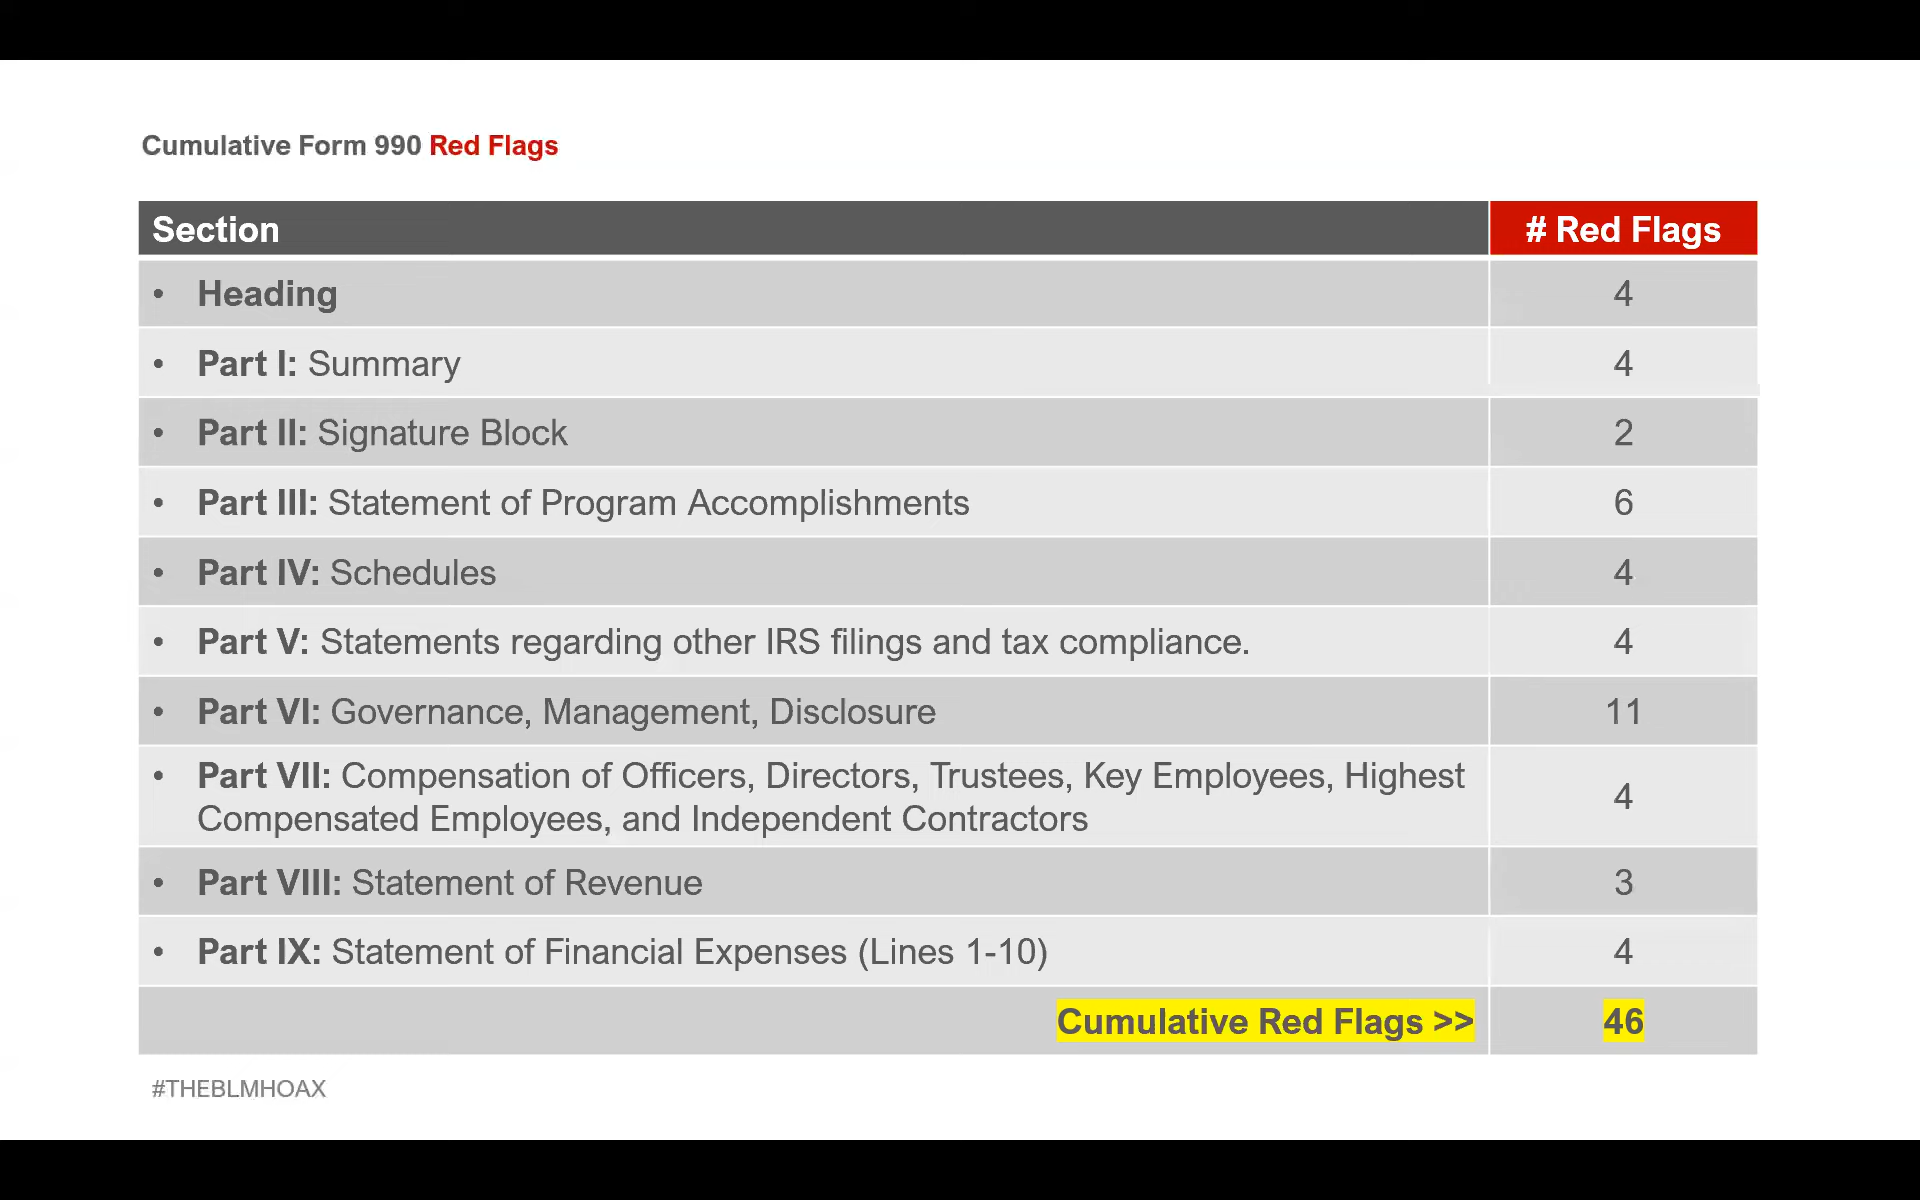 Cumulative Form 990 Red Flags
Section # Red Flags
• Heading 4
• Part I: Summary 4
• Part II: Signature Block 2
• Part III: Statement of Program Accomplishments 6
• Part IV: Schedules 4
• Part V: Statements regarding other IRS filings and tax compliance. 4
• Part VI: Governance, Management, Disclosure 11
• Part VII: Compensation of Officers, Directors, Trustees, Key Employees, Highest
Compensated Employees, and Independent Contractors 4
• Part VIII: Statement of Revenue 3
• Part IX: Statement of Financial Expenses (Lines 1-10) 4
Cumulative Red Flags >> 46
#THEBLMHOAX